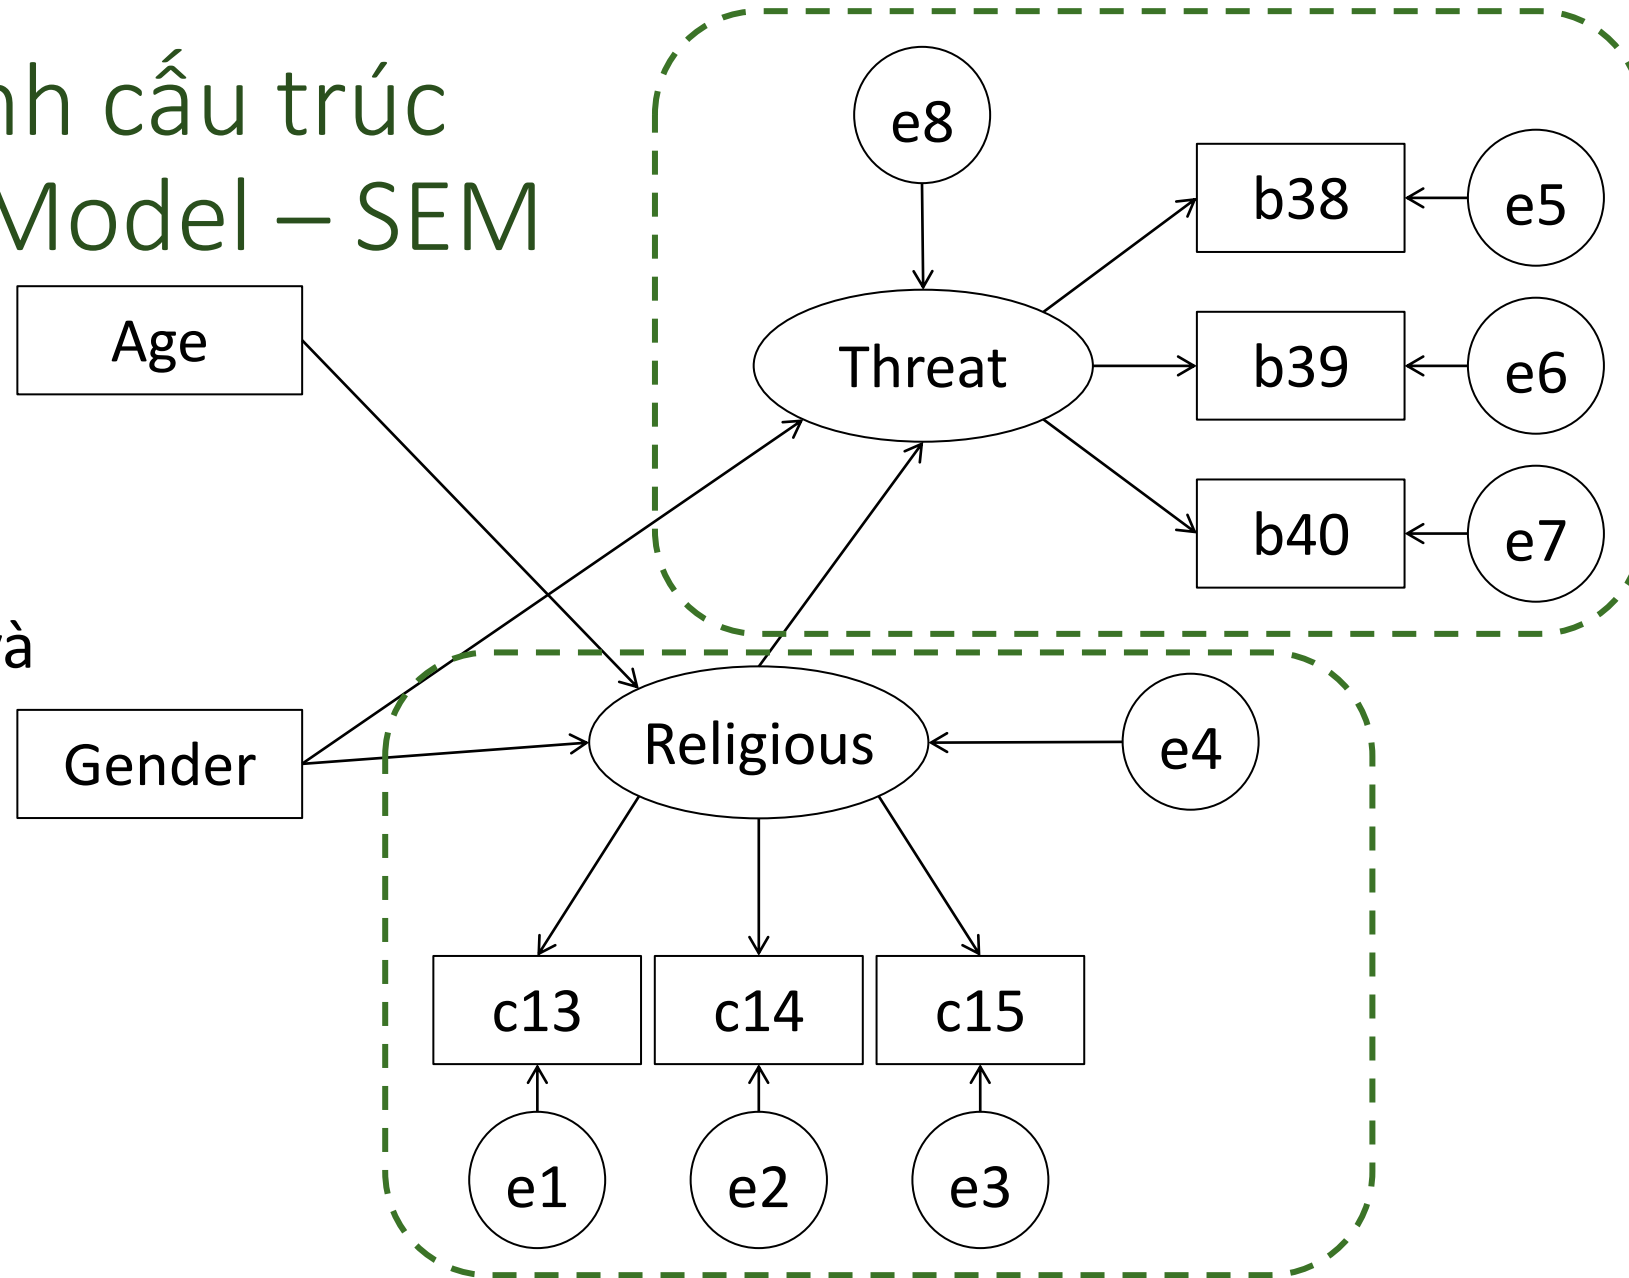 nh cấu trúc
Model – SEM
e8
b38
e5
Age
Threat
b39
e6
b40
e7
và
Gender
Religious
e4
c13
c14
c15
e1
e2
e3